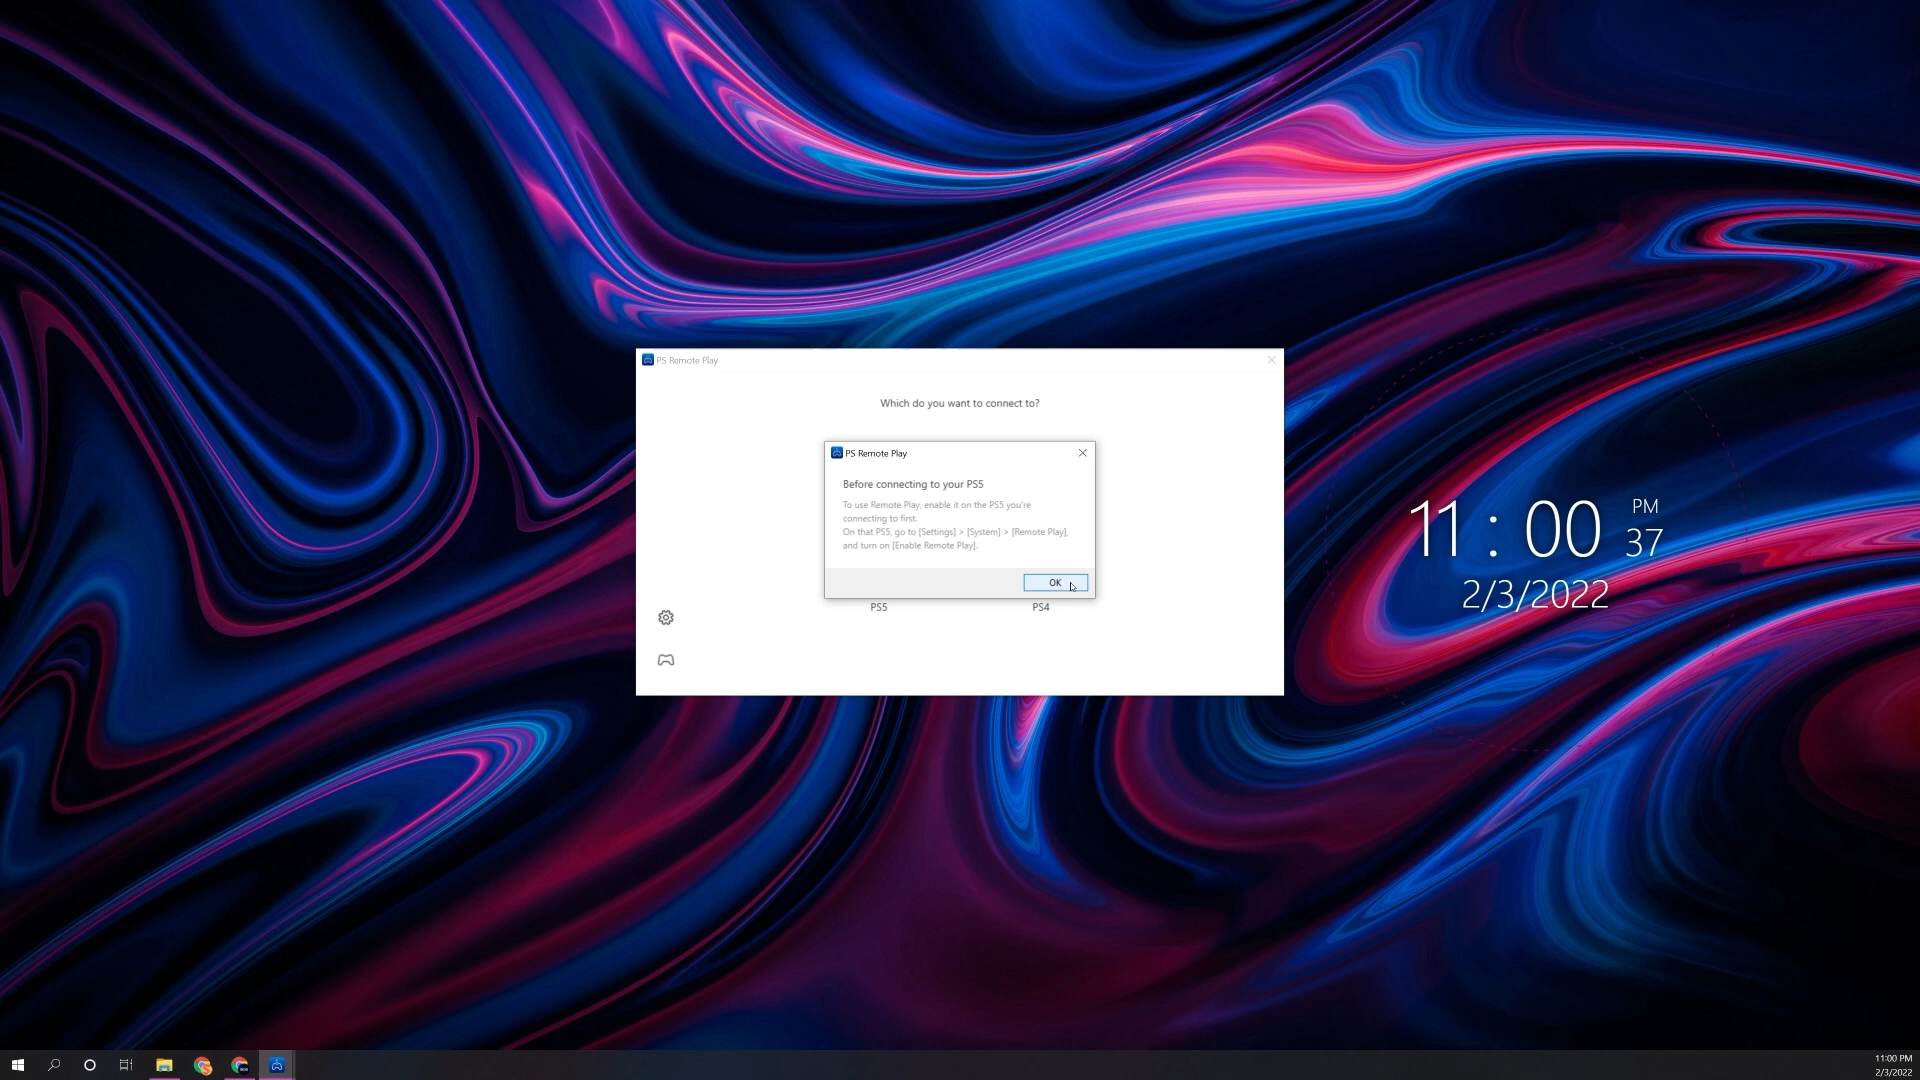 PS Remote Play
Which do you want to connect to?
PS Remote Play
Before connecting to your PS5
To use Remote Play, enable it on the PS5 you're
connecting to first.
On that PS5, go to [Settings] > [System] > [Remote Play],
and turn on [Enable Remote Play].
OK
PS5
PS4
11 : 00
PM
37
2/3/2022
11:00 PM
2/3/2022